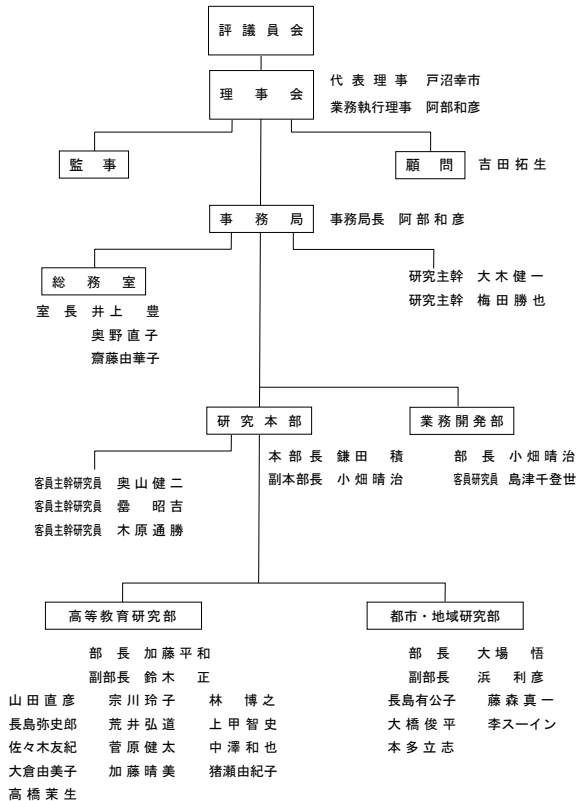 評議員会
理事会
代表理事 戸沼幸市
業務執行理事 阿部和彦
監事
顧問 吉田拓生
事務局 事務局長 阿部和彦
総務室
室長 井上 豊
奥野直子
齋藤由華子
研究主幹 大木健一
研究主幹 梅田勝也
研究本部
本部長 鎌田 積
副本部長 小畑晴治
業務開発部
部長 小畑晴治
客員研究員 島津千登世
客員主幹研究員 奥山健二
客員主幹研究員 昭吉
客員主幹研究員 木原通勝
高等教育研究部
部長 加藤平和
副部長 鈴木 正
山田直彦 宗川玲子 林 博之
長島弥史郎 荒井弘道 上甲智史
佐々木友紀 菅原健太 中澤和也
大倉由美子 加藤晴美 猪瀬由紀子
高橋茉生
都市・地域研究部
部長 大場 悟
副部長 浜 利彦
長島有公子 藤森真一
大橋俊平 李スーイン
本多立志